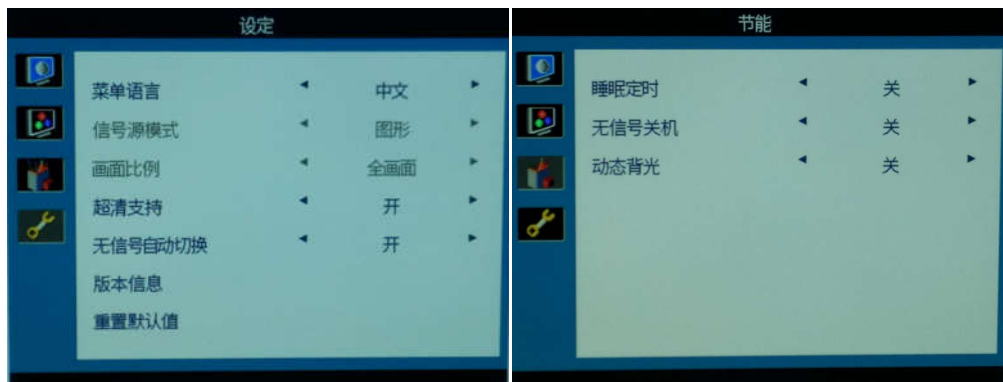 设定
菜单语言 中文
信号源模式 图形
画面比例 全画面
超清支持 开
无信号自动切换 开
版本信息
重置默认值
节能
睡眠定时 关
无信号关机 关
动态背光 关